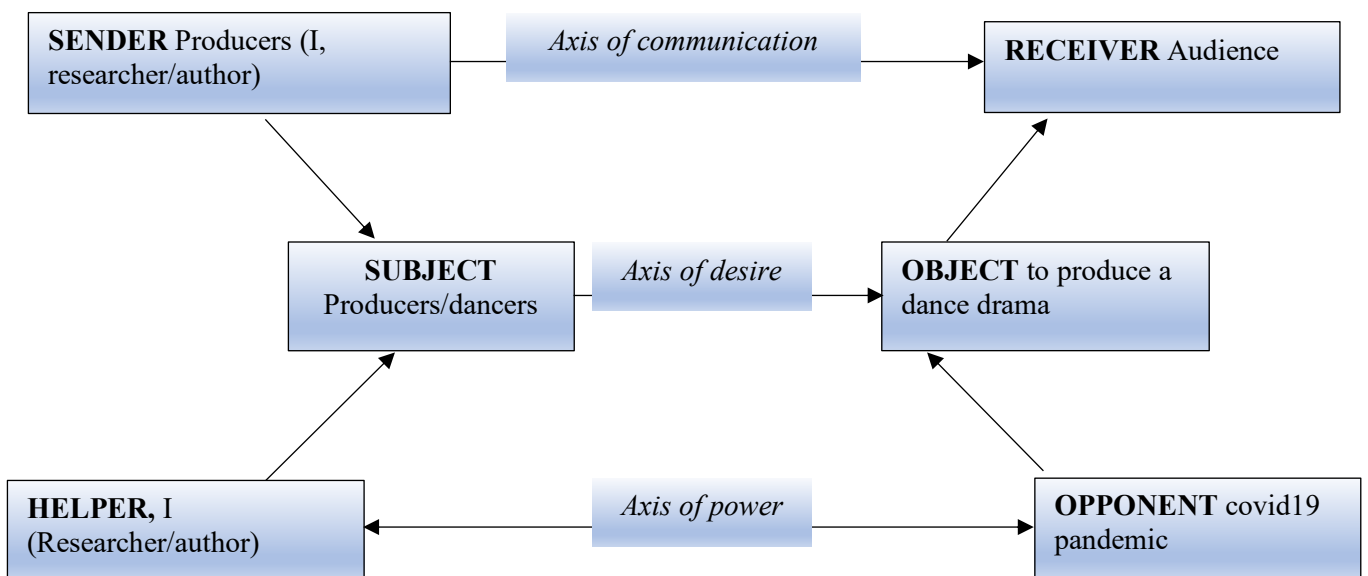 SENDER Producers (I,
researcher/author)
Axis of communication
RECEIVER Audience
SUBJECT
Producers/dancers
Axis of desire
OBJECT to produce a
dance drama
HELPER, I
(Researcher/author)
Axis of power
OPPONENT covid19
pandemic